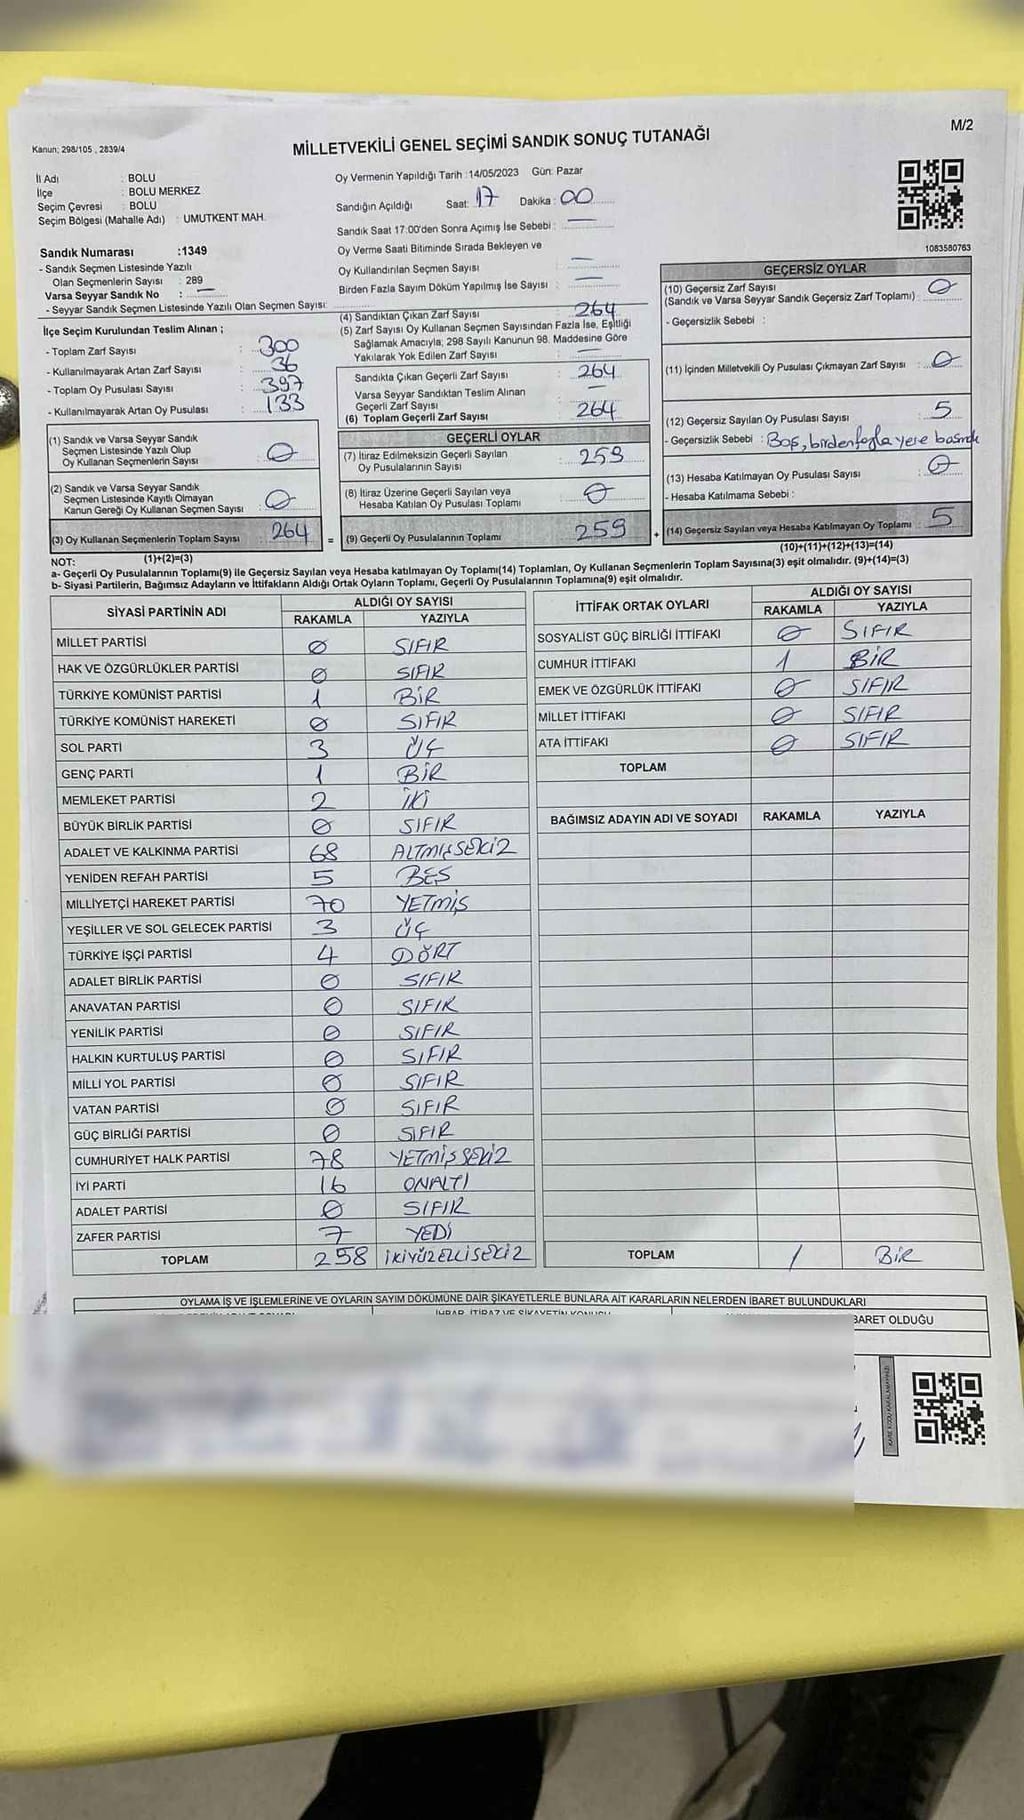 M/2
Kanun; 298/105 , 2839/4
MİLLETVEKİLİ GENEL SEÇİMİ SANDIK SONUÇ TUTANAĞI
İl Adı : BOLU
İlçe : BOLU MERKEZ
Seçim Çevresi : BOLU
Seçim Bölgesi (Mahalle Adı) : UMUTKENT MAH.
Oy Vermenin Yapıldığı Tarih :14/05/2023 Gün: Pazar
Sandığın Açıldığı Saat: 17 Dakika : 00
Sandık Saat 17:00'den Sonra Açımış İse Sebebi : —
Oy Verme Saati Bitiminde Sırada Bekleyen ve
Oy Kullandırılan Seçmen Sayısı —
Birden Fazla Sayım Döküm Yapılmış İse Sayısı : —
1083580763
Sandık Numarası :1349
- Sandık Seçmen Listesinde Yazılı
Olan Seçmenlerin Sayısı : 289
Varsa Seyyar Sandık No : —
- Seyyar Sandık Seçmen Listesinde Yazılı Olan Seçmen Sayısı:
İlçe Seçim Kurulundan Teslim Alınan ;
- Toplam Zarf Sayısı : 300
- Kullanılmayarak Artan Zarf Sayısı : 36
- Toplam Oy Pusulası Sayısı : 397
- Kullanılmayarak Artan Oy Pusulası : 133
(1) Sandık ve Varsa Seyyar Sandık
Seçmen Listesinde Yazılı Olup
Oy Kullanan Seçmenlerin Sayısı : 0
(2) Sandık ve Varsa Seyyar Sandık
Seçmen Listesinde Kayıtlı Olmayan
Kanun Gereği Oy Kullanan Seçmen Sayısı : 0
(3) Oy Kullanan Seçmenlerin Toplam Sayısı 264
(1)+(2)=(3)
(4) Sandıktan Çıkan Zarf Sayısı : 264
(5) Zarf Sayısı Oy Kullanan Seçmen Sayısından Fazla İse, Eşitliği
Sağlamak Amacıyla; 298 Sayılı Kanunun 98. Maddesine Göre
Yakılarak Yok Edilen Zarf Sayısı : —
Sandıkta Çıkan Geçerli Zarf Sayısı : 264
Varsa Seyyar Sandıktan Teslim Alınan
Geçerli Zarf Sayısı : —
(6) Toplam Geçerli Zarf Sayısı : 264
GEÇERLİ OYLAR
(7) İtiraz Edilmeksizin Geçerli Sayılan
Oy Pusulalarının Sayısı : 259
(8) İtiraz Üzerine Geçerli Sayılan veya
Hesaba Katılan Oy Pusulası Toplamı : 0
= (9) Geçerli Oy Pusulalarının Toplamı 259
GEÇERSİZ OYLAR
(10) Geçersiz Zarf Sayısı
(Sandık ve Varsa Seyyar Sandık Geçersiz Zarf Toplamı) : 0
- Geçersizlik Sebebi :
(11) İçinden Milletvekili Oy Pusulası Çıkmayan Zarf Sayısı : 0
(12) Geçersiz Sayılan Oy Pusulası Sayısı : 5
- Geçersizlik Sebebi : Boş, birden fazla yere basmak
(13) Hesaba Katılmayan Oy Pusulası Sayısı : 0
- Hesaba Katılmama Sebebi :
+ (14) Geçersiz Sayılan veya Hesaba Katılmayan Oy Toplamı : 5
(10)+(11)+(12)+(13)=(14)
NOT:
a- Geçerli Oy Pusulalarının Toplamı(9) ile Geçersiz Sayılan veya Hesaba katılmayan Oy Toplamı(14) Toplamları, Oy Kullanan Seçmenlerin Toplam Sayısına(3) eşit olmalıdır. (9)+(14)=(3)
b- Siyasi Partilerin, Bağımsız Adayların ve İttifakların Aldığı Ortak Oyların Toplamı, Geçerli Oy Pusulalarının Toplamına(9) eşit olmalıdır.
SİYASİ PARTİNİN ADI ALDIĞI OY SAYISI
RAKAMLA YAZIYLA
MİLLET PARTİSİ 0 SIFIR
HAK VE ÖZGÜRLÜKLER PARTİSİ 0 SIFIR
TÜRKİYE KOMÜNİST PARTİSİ 1 BİR
TÜRKİYE KOMÜNİST HAREKETİ 0 SIFIR
SOL PARTİ 3 ÜÇ
GENÇ PARTİ 1 BİR
MEMLEKET PARTİSİ 2 İKİ
BÜYÜK BİRLİK PARTİSİ 0 SIFIR
ADALET VE KALKINMA PARTİSİ 68 ALTMIŞSEKİZ
YENİDEN REFAH PARTİSİ 5 BEŞ
MİLLİYETÇİ HAREKET PARTİSİ 70 YETMİŞ
YEŞİLLER VE SOL GELECEK PARTİSİ 3 ÜÇ
TÜRKİYE İŞÇİ PARTİSİ 4 DÖRT
ADALET BİRLİK PARTİSİ 0 SIFIR
ANAVATAN PARTİSİ 0 SIFIR
YENİLİK PARTİSİ 0 SIFIR
HALKIN KURTULUŞ PARTİSİ 0 SIFIR
MİLLİ YOL PARTİSİ 0 SIFIR
VATAN PARTİSİ 0 SIFIR
GÜÇ BİRLİĞİ PARTİSİ 0 SIFIR
CUMHURİYET HALK PARTİSİ 78 YETMİŞSEKİZ
İYİ PARTİ 16 ONALTI
ADALET PARTİSİ 0 SIFIR
ZAFER PARTİSİ 7 YEDİ
TOPLAM 258 İKİYÜZELLİSEKİZ
İTTİFAK ORTAK OYLARI ALDIĞI OY SAYISI
RAKAMLA YAZIYLA
SOSYALİST GÜÇ BİRLİĞİ İTTİFAKI 0 SIFIR
CUMHUR İTTİFAKI 1 BİR
EMEK VE ÖZGÜRLÜK İTTİFAKI 0 SIFIR
MİLLET İTTİFAKI 0 SIFIR
ATA İTTİFAKI 0 SIFIR
TOPLAM
BAĞIMSIZ ADAYIN ADI VE SOYADI RAKAMLA YAZIYLA
TOPLAM 1 BİR
OYLAMA İŞ VE İŞLEMLERİNE VE OYLARIN SAYIM DÖKÜMÜNE DAİR ŞİKAYETLERLE BUNLARA AİT KARARLARIN NELERDEN İBARET BULUNDUKLARI
İHBAR, İTİRAZ VE ŞİKAYETİN KONUSU
BARET OLDUĞU